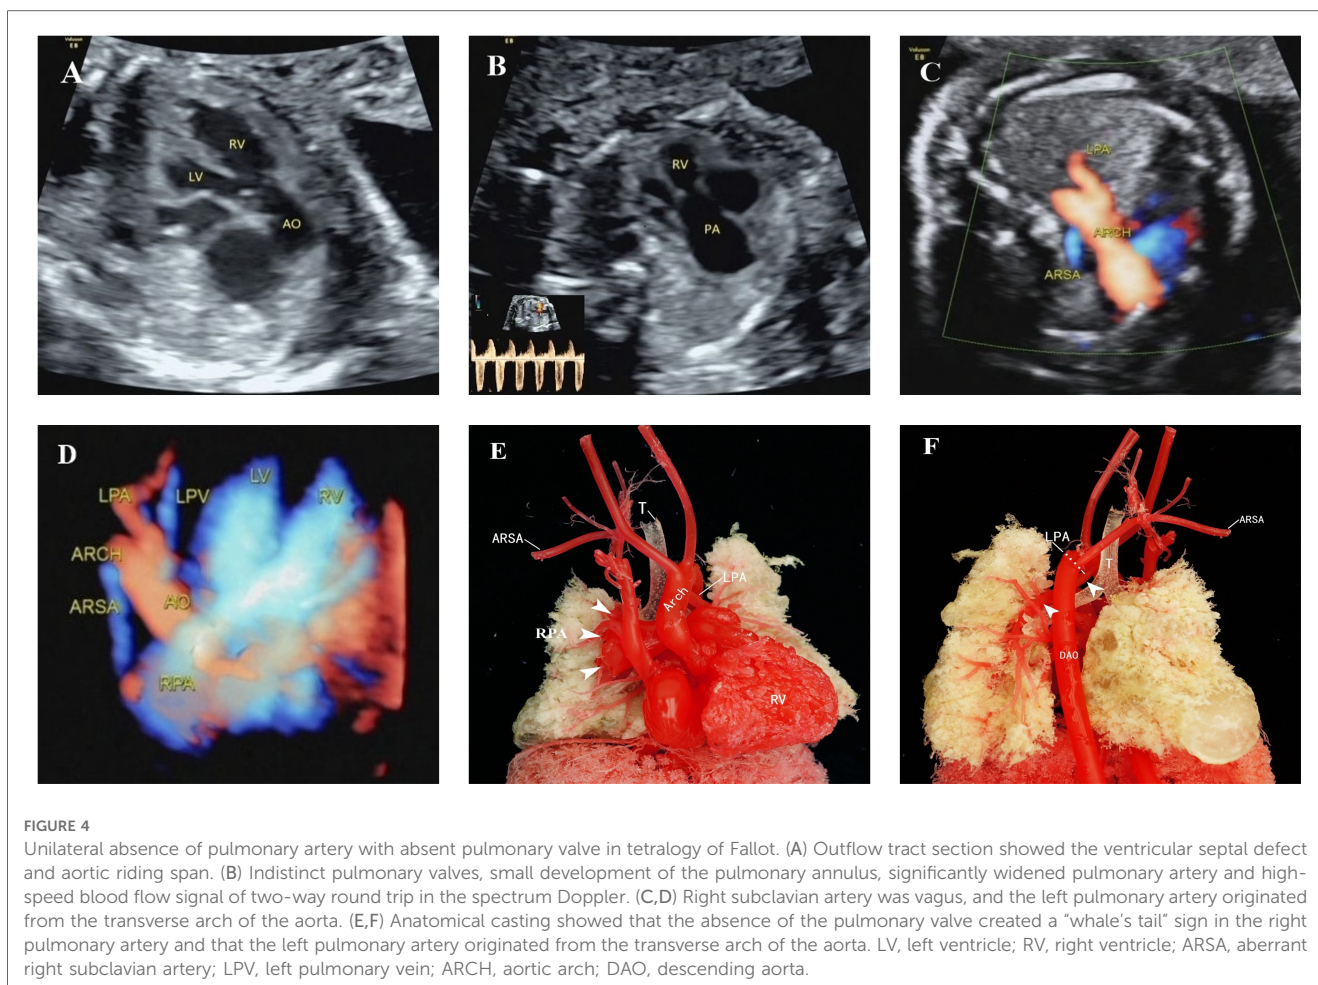 Voluson
E8
A
RV
LV
AO
E8
B
RV
PA
Voluson
E8
C
LPA
ARCH
ARSA
D
LV
LPA
LPV
RV
ARCH
ARSA
AO
RPA
E
T
ARSA
LPA
Arch
RPA
RV
F
ARSA
LPA
T
DAO
FIGURE 4
Unilateral absence of pulmonary artery with absent pulmonary valve in tetralogy of Fallot. (A) Outflow tract section showed the ventricular septal defect
and aortic riding span. (B) Indistinct pulmonary valves, small development of the pulmonary annulus, significantly widened pulmonary artery and high-
speed blood flow signal of two-way round trip in the spectrum Doppler. (C,D) Right subclavian artery was vagus, and the left pulmonary artery originated
from the transverse arch of the aorta. (E,F) Anatomical casting showed that the absence of the pulmonary valve created a “whale’s tail” sign in the right
pulmonary artery and that the left pulmonary artery originated from the transverse arch of the aorta. LV, left ventricle; RV, right ventricle; ARSA, aberrant
right subclavian artery; LPV, left pulmonary vein; ARCH, aortic arch; DAO, descending aorta.